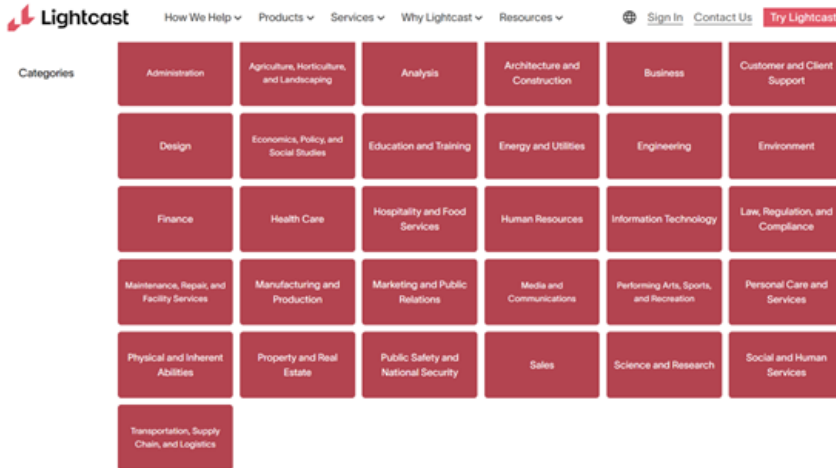 Lightcast
How We Help
Products
Services
Why Lightcast
Resources
Sign In
Contact Us
Try Lightcast
Categories
Administration
Agriculture, Horticulture,
and Landscaping
Analysis
Architecture and
Construction
Business
Customer and Client
Support
Design
Economics, Policy, and
Social Studies
Education and Training
Energy and Utilities
Engineering
Environment
Finance
Health Care
Hospitality and Food
Services
Human Resources
Information Technology
Law, Regulation, and
Compliance
Maintenance, Repair, and
Facility Services
Manufacturing and
Production
Marketing and Public
Relations
Media and
Communications
Performing Arts, Sports,
and Recreation
Personal Care and
Services
Physical and Inherent
Abilities
Property and Real
Estate
Public Safety and
National Security
Sales
Science and Research
Social and Human
Services
Transportation, Supply
Chain, and Logistics